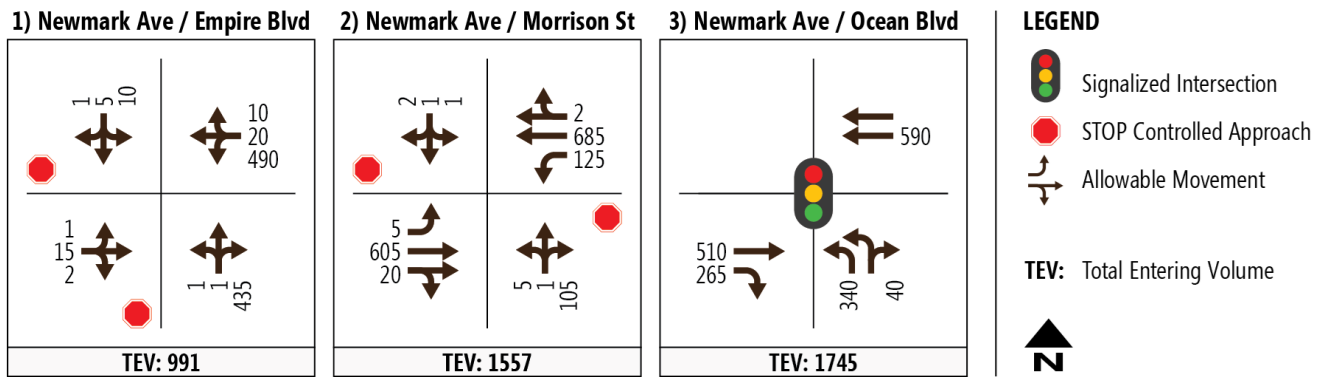 1) Newmark Ave / Empire Blvd
1 5 10
10
20
490
1
15
2
1 1 435
TEV: 991
2) Newmark Ave / Morrison St
2 1 1
2
685
125
5
605
20
5 1 105
TEV: 1557
3) Newmark Ave / Ocean Blvd
590
510
265
340 40
TEV: 1745
LEGEND
Signalized Intersection
STOP Controlled Approach
Allowable Movement
TEV: Total Entering Volume
N